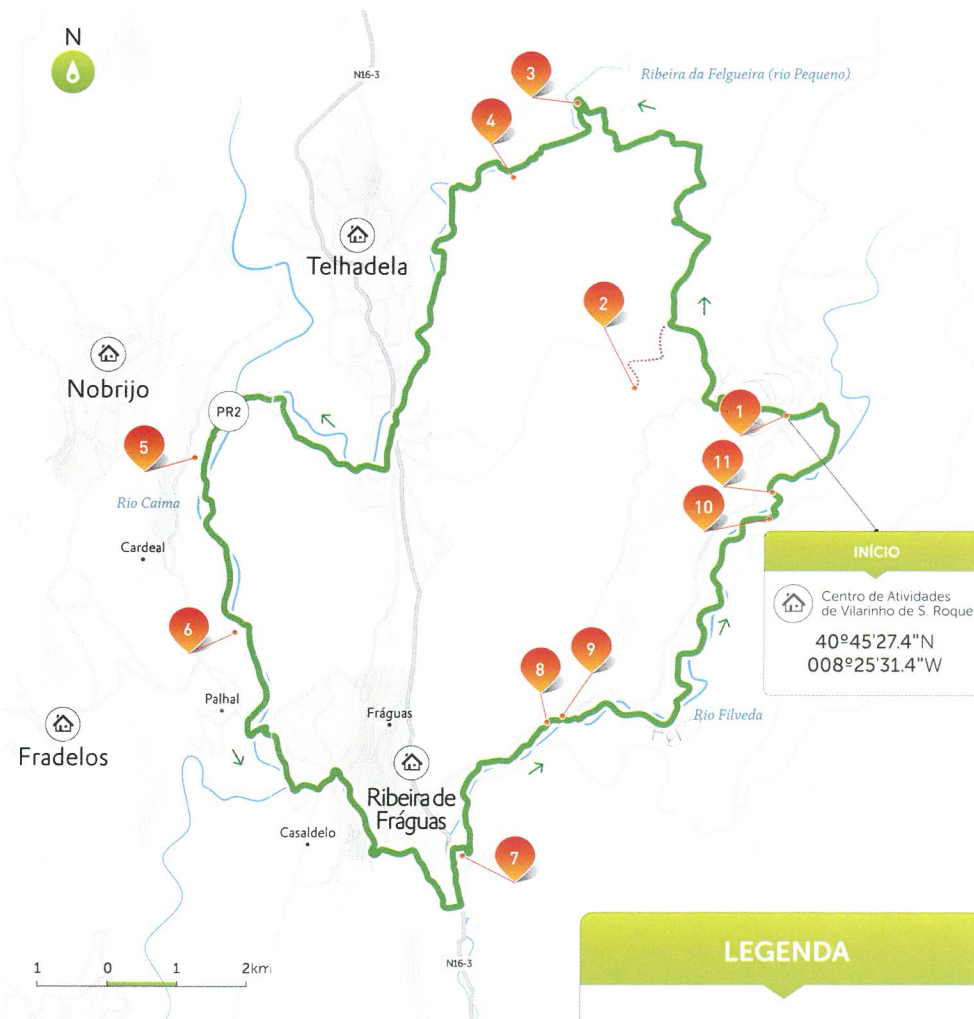 N
N16-3
3
Ribeira da Felgueira (rio Pequeno)
4
Telhadela
2
Nobrijo
PR2
1
5
11
Rio Caima
10
Cardeal
INÍCIO
Centro de Atividades
de Vilarinho de S. Roque
40º45'27.4"N
008º25'31.4"W
6
9
8
Palhal
Fráguas
Rio Fílveda
Fradelos
Ribeira de
Fráguas
Casaldelo
7
LEGENDA
1 0 1 2km
N16-3